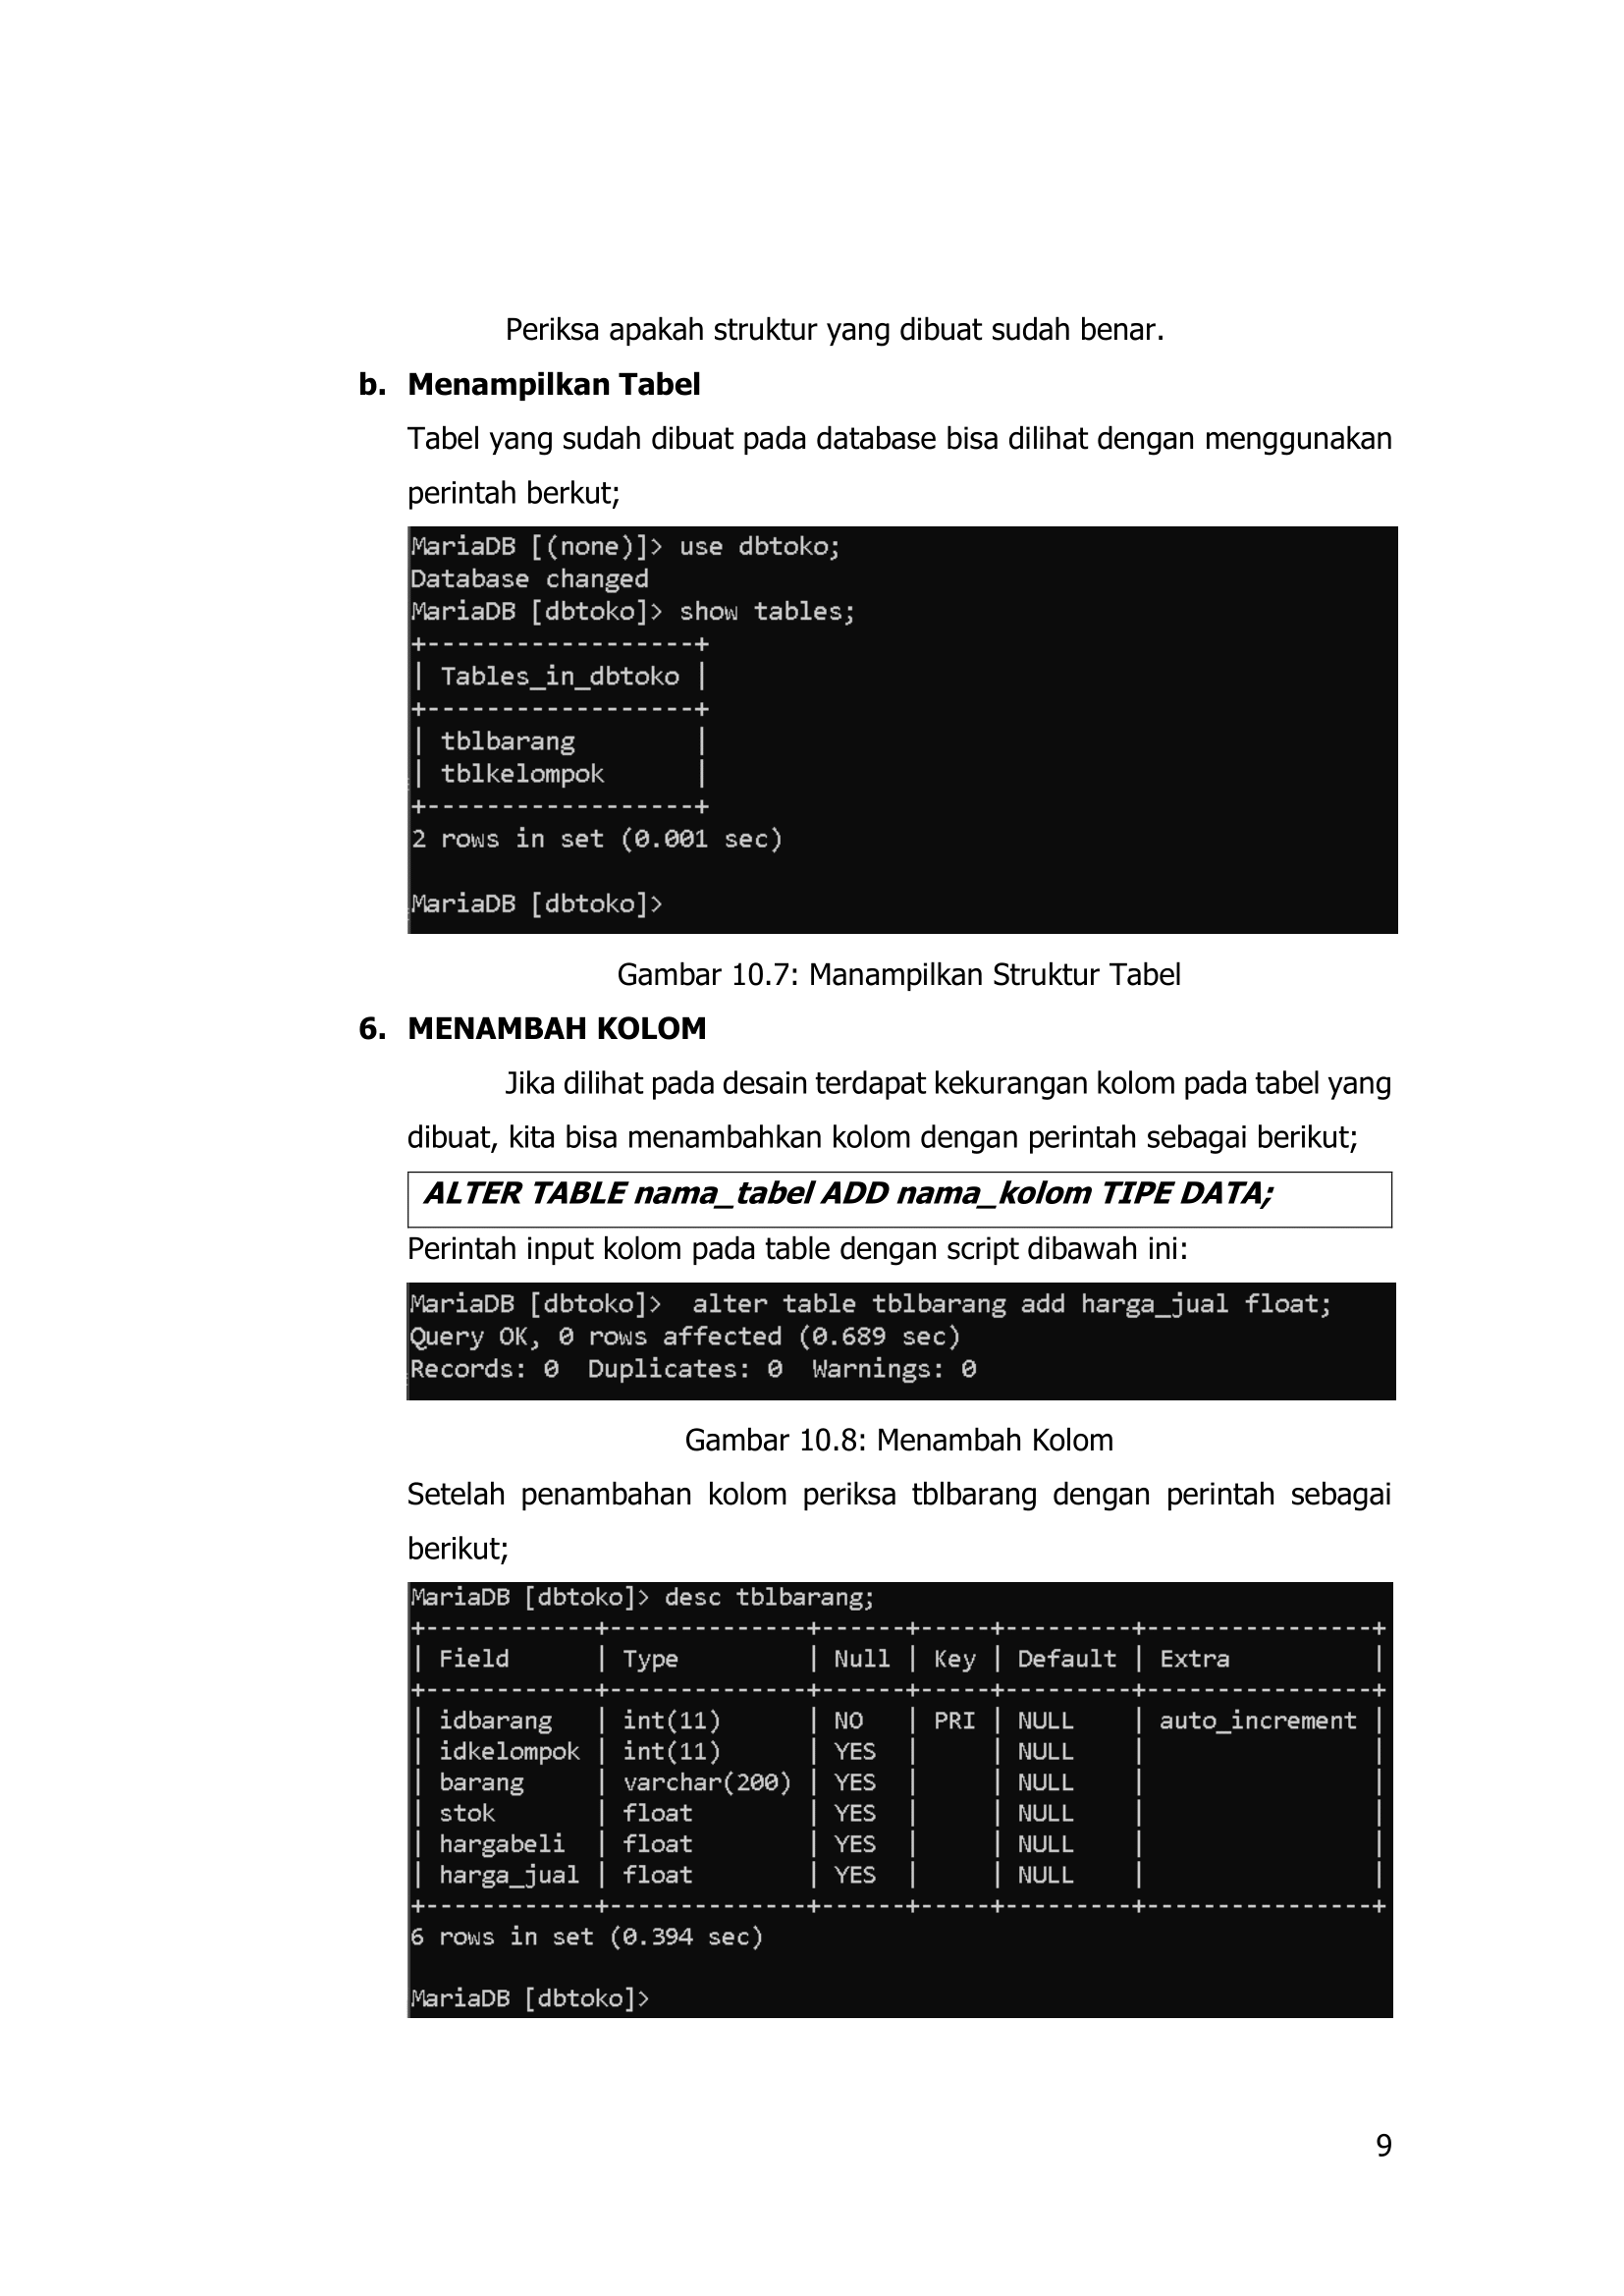 Periksa apakah struktur yang dibuat sudah benar.
b. Menampilkan Tabel
Tabel yang sudah dibuat pada database bisa dilihat dengan menggunakan
perintah berkut;
MariaDB [(none)]> use dbtoko;
Database changed
MariaDB [dbtoko]> show tables;
+------------------+
| Tables_in_dbtoko |
+------------------+
| tblbarang        |
| tblkelompok      |
+------------------+
2 rows in set (0.001 sec)
MariaDB [dbtoko]>
Gambar 10.7: Manampilkan Struktur Tabel
6. MENAMBAH KOLOM
Jika dilihat pada desain terdapat kekurangan kolom pada tabel yang
dibuat, kita bisa menambahkan kolom dengan perintah sebagai berikut;
ALTER TABLE nama_tabel ADD nama_kolom TIPE DATA;
Perintah input kolom pada table dengan script dibawah ini:
MariaDB [dbtoko]>  alter table tblbarang add harga_jual float;
Query OK, 0 rows affected (0.689 sec)
Records: 0  Duplicates: 0  Warnings: 0
Gambar 10.8: Menambah Kolom
Setelah penambahan kolom periksa tblbarang dengan perintah sebagai
berikut;
MariaDB [dbtoko]> desc tblbarang;
+------------+--------------+------+-----+---------+----------------+
| Field      | Type         | Null | Key | Default | Extra          |
+------------+--------------+------+-----+---------+----------------+
| idbarang   | int(11)      | NO   | PRI | NULL    | auto_increment |
| idkelompok | int(11)      | YES  |     | NULL    |                |
| barang     | varchar(200) | YES  |     | NULL    |                |
| stok       | float        | YES  |     | NULL    |                |
| hargabeli  | float        | YES  |     | NULL    |                |
| harga_jual | float        | YES  |     | NULL    |                |
+------------+--------------+------+-----+---------+----------------+
6 rows in set (0.394 sec)
MariaDB [dbtoko]>
9